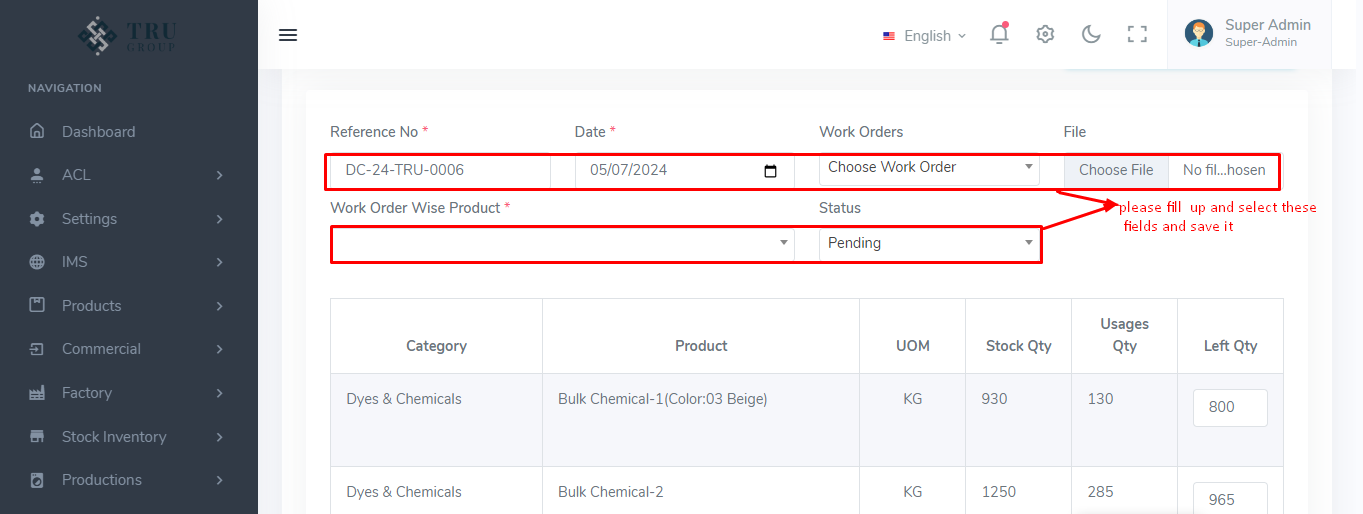 TRU
GROUP
English
Super Admin
Super-Admin
NAVIGATION
Dashboard
ACL
Settings
IMS
Products
Commercial
Factory
Stock Inventory
Productions
Reference No * Date * Work Orders File
DC-24-TRU-0006 05/07/2024 Choose Work Order Choose File No fil...hosen
Work Order Wise Product * Status
please fill up and select these
fields and save it
Pending
Usages
Category Product UOM Stock Qty Qty Left Qty
Dyes & Chemicals Bulk Chemical-1(Color:03 Beige) KG 930 130 800
Dyes & Chemicals Bulk Chemical-2 KG 1250 285 965